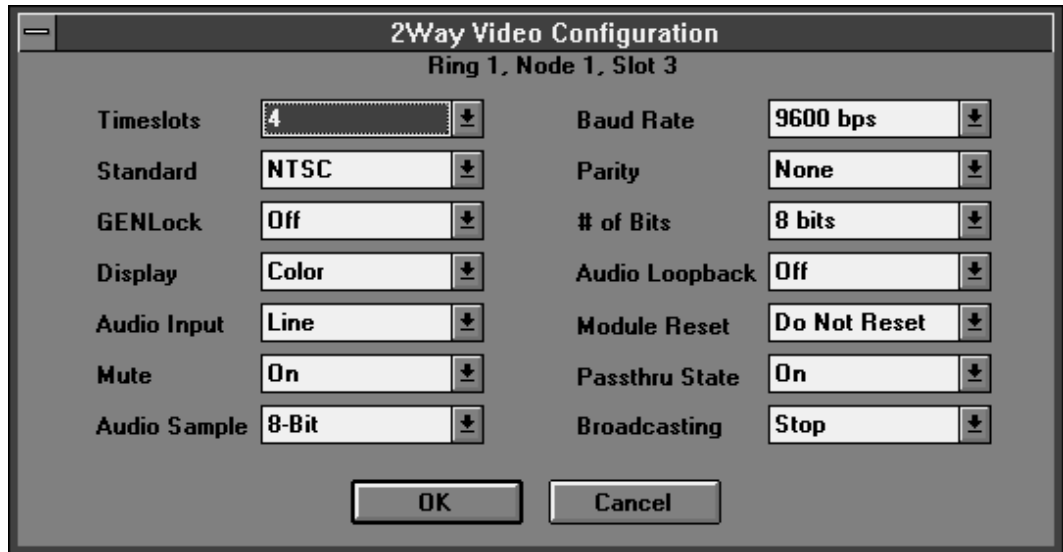 2Way Video Configuration
Ring 1, Node 1, Slot 3
Timeslots 4 Baud Rate 9600 bps
Standard NTSC Parity None
GENLock Off # of Bits 8 bits
Display Color Audio Loopback Off
Audio Input Line Module Reset Do Not Reset
Mute On Passthru State On
Audio Sample 8-Bit Broadcasting Stop
OK Cancel